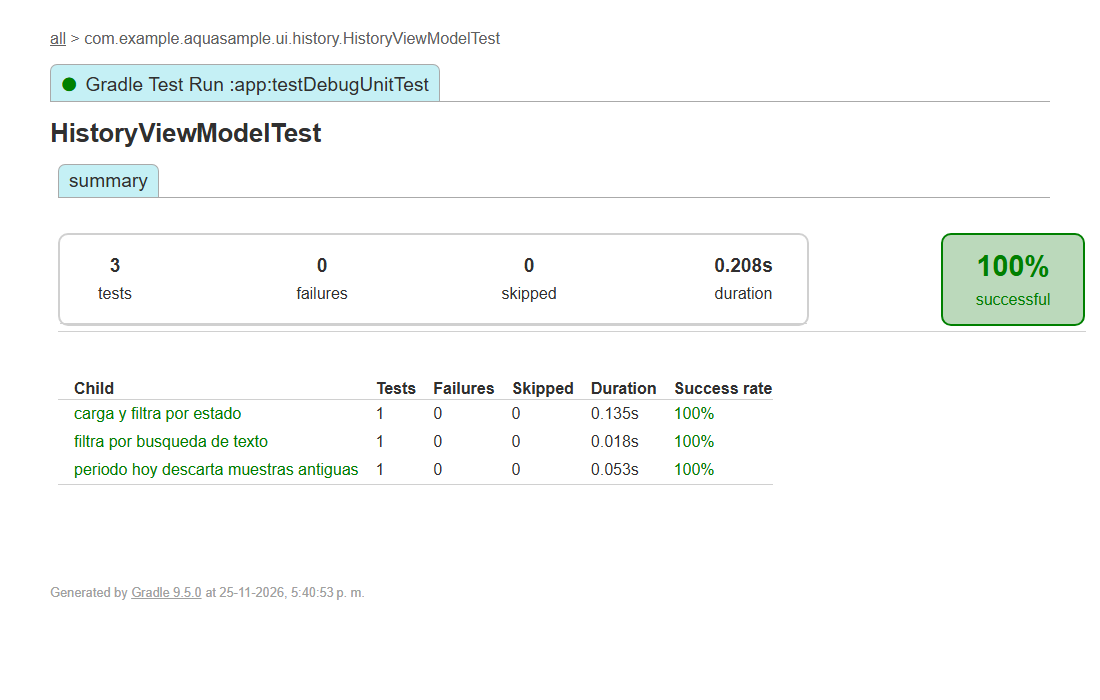 all > com.example.aquasample.ui.history.HistoryViewModelTest
Gradle Test Run :app:testDebugUnitTest
HistoryViewModelTest
summary
3 0 0 0.208s 100%
tests failures skipped duration successful
Child Tests Failures Skipped Duration Success rate
carga y filtra por estado 1 0 0 0.135s 100%
filtra por busqueda de texto 1 0 0 0.018s 100%
periodo hoy descarta muestras antiguas 1 0 0 0.053s 100%
Generated by Gradle 9.5.0 at 25-11-2026, 5:40:53 p. m.